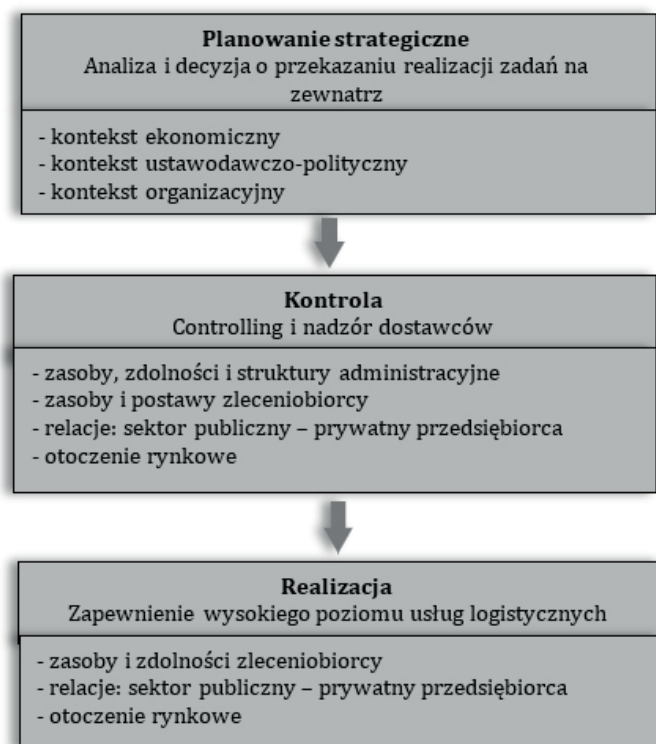 Planowanie strategiczne
Analiza i decyzja o przekazaniu realizacji zadań na
zewnatrz
- kontekst ekonomiczny
- kontekst ustawodawczo-polityczny
- kontekst organizacyjny
Kontrola
Controlling i nadzór dostawców
- zasoby, zdolności i struktury administracyjne
- zasoby i postawy zleceniobiorcy
- relacje: sektor publiczny – prywatny przedsiębiorca
- otoczenie rynkowe
Realizacja
Zapewnienie wysokiego poziomu usług logistycznych
- zasoby i zdolności zleceniobiorcy
- relacje: sektor publiczny – prywatny przedsiębiorca
- otoczenie rynkowe